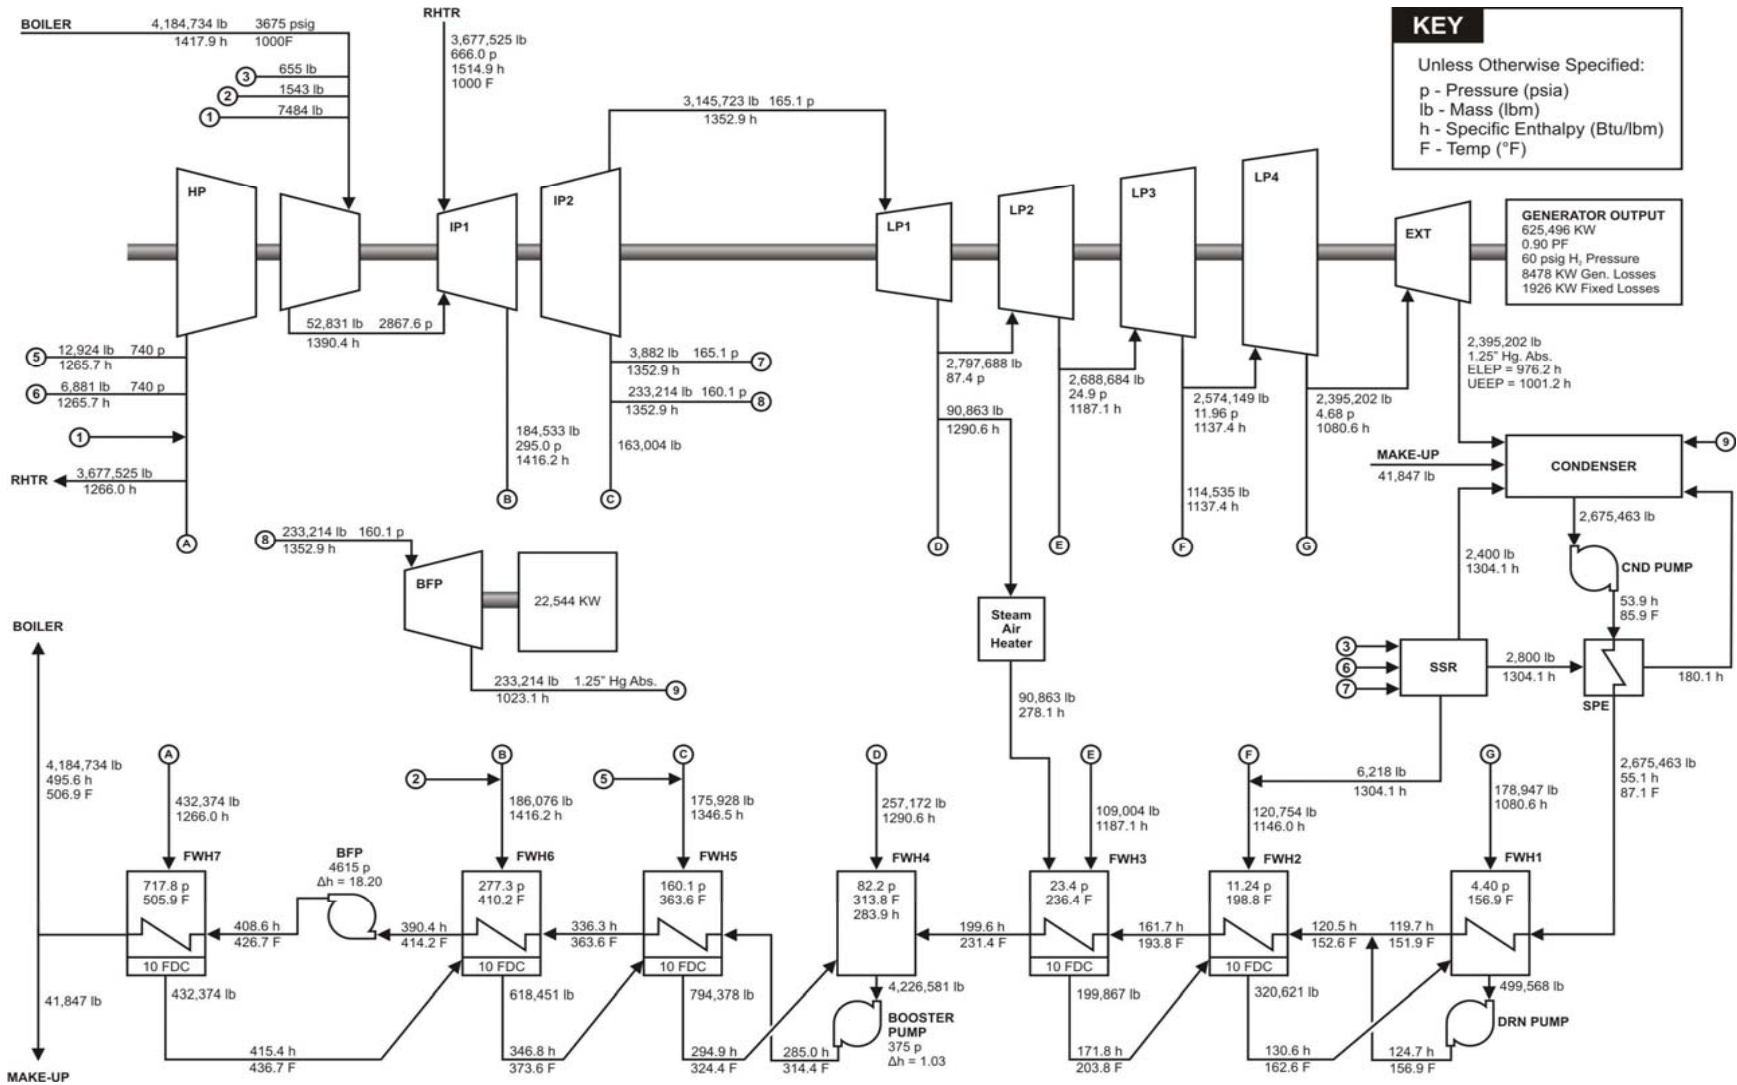 BOILER
4,184,734 lb 3675 psig
1417.9 h 1000F
3
655 lb
2
1543 lb
1
7484 lb
RHTR
3,677,525 lb
666.0 p
1514.9 h
1000 F
3,145,723 lb 165.1 p
1352.9 h
KEY
Unless Otherwise Specified:
p - Pressure (psia)
lb - Mass (lbm)
h - Specific Enthalpy (Btu/lbm)
F - Temp (°F)
HP
IP1
IP2
LP1
LP2
LP3
LP4
EXT
GENERATOR OUTPUT
625,496 KW
0.90 PF
60 psig H2 Pressure
8478 KW Gen. Losses
1926 KW Fixed Losses
52,831 lb 2867.6 p
1390.4 h
5
12,924 lb 740 p
1265.7 h
6
6,881 lb 740 p
1265.7 h
1
RHTR
3,677,525 lb
1266.0 h
A
184,533 lb
295.0 p
1416.2 h
B
3,882 lb 165.1 p
1352.9 h
7
233,214 lb 160.1 p
1352.9 h
8
163,004 lb
C
2,797,688 lb
87.4 p
90,863 lb
1290.6 h
D
2,688,684 lb
24.9 p
1187.1 h
E
2,574,149 lb
11.96 p
1137.4 h
114,535 lb
1137.4 h
F
2,395,202 lb
4.68 p
1080.6 h
G
2,395,202 lb
1.25" Hg. Abs.
ELEP = 976.2 h
UEEP = 1001.2 h
MAKE-UP
41,847 lb
CONDENSER
9
2,675,463 lb
CND PUMP
53.9 h
85.9 F
2,400 lb
1304.1 h
3
6
7
SSR
2,800 lb
1304.1 h
SPE
180.1 h
2,675,463 lb
55.1 h
87.1 F
6,218 lb
1304.1 h
8
233,214 lb 160.1 p
1352.9 h
BFP
22,544 KW
233,214 lb 1.25" Hg Abs.
1023.1 h
9
Steam
Air
Heater
90,863 lb
278.1 h
BOILER
4,184,734 lb
495.6 h
506.9 F
41,847 lb
MAKE-UP
A
432,374 lb
1266.0 h
FWH7
717.8 p
505.9 F
10 FDC
432,374 lb
415.4 h
436.7 F
408.6 h
426.7 F
BFP
4615 p
Δh = 18.20
390.4 h
414.2 F
B
2
186,076 lb
1416.2 h
FWH6
277.3 p
410.2 F
10 FDC
618,451 lb
346.8 h
373.6 F
336.3 h
363.6 F
C
5
175,928 lb
1346.5 h
FWH5
160.1 p
363.6 F
10 FDC
794,378 lb
294.9 h
324.4 F
285.0 h
314.4 F
D
257,172 lb
1290.6 h
FWH4
82.2 p
313.8 F
283.9 h
4,226,581 lb
BOOSTER
PUMP
375 p
Δh = 1.03
199.6 h
231.4 F
E
109,004 lb
1187.1 h
FWH3
23.4 p
236.4 F
10 FDC
199,867 lb
171.8 h
203.8 F
161.7 h
193.8 F
F
120,754 lb
1146.0 h
FWH2
11.24 p
198.8 F
10 FDC
320,621 lb
130.6 h
162.6 F
120.5 h
152.6 F
119.7 h
151.9 F
G
178,947 lb
1080.6 h
FWH1
4.40 p
156.9 F
499,568 lb
DRN PUMP
124.7 h
156.9 F